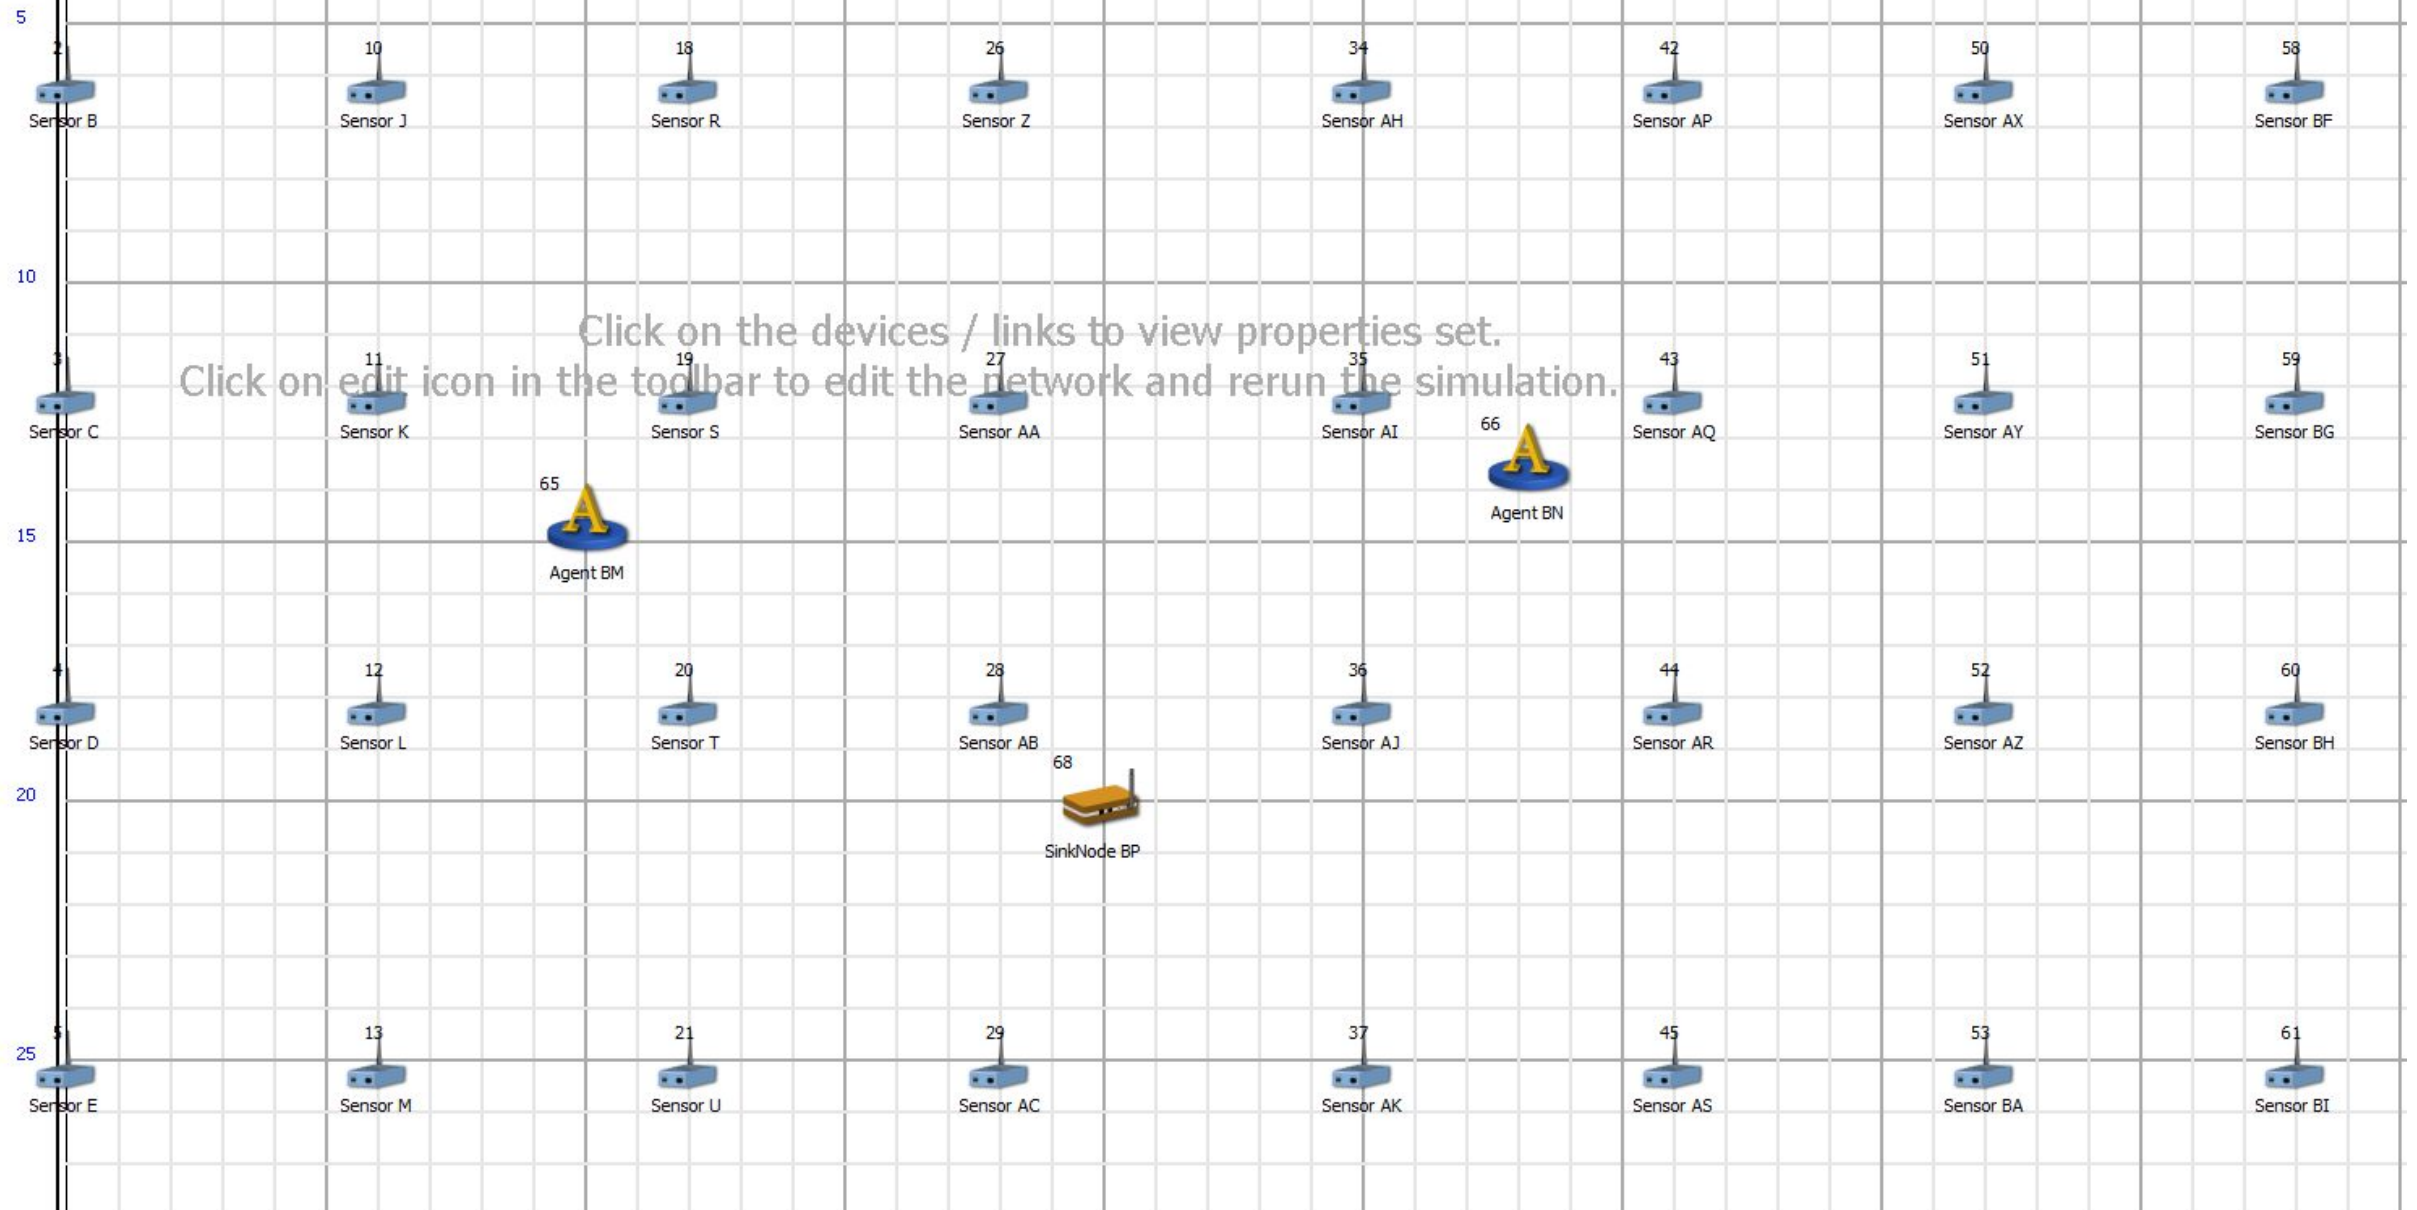 5
2 10 18 26 34 42 50 58
Sensor B Sensor J Sensor R Sensor Z Sensor AH Sensor AP Sensor AX Sensor BF
10
Click on the devices / links to view properties set.
3 11 19 27 35 43 51 59
Click on edit icon in the toolbar to edit the network and rerun the simulation.
Sensor C Sensor K Sensor S Sensor AA Sensor AI Sensor AQ Sensor AY Sensor BG
66
65
Agent BN
15
Agent BM
4 12 20 28 36 44 52 60
Sensor D Sensor L Sensor T Sensor AB Sensor AJ Sensor AR Sensor AZ Sensor BH
68
20
SinkNode BP
5 13 21 29 37 45 53 61
25
Sensor E Sensor M Sensor U Sensor AC Sensor AK Sensor AS Sensor BA Sensor BI